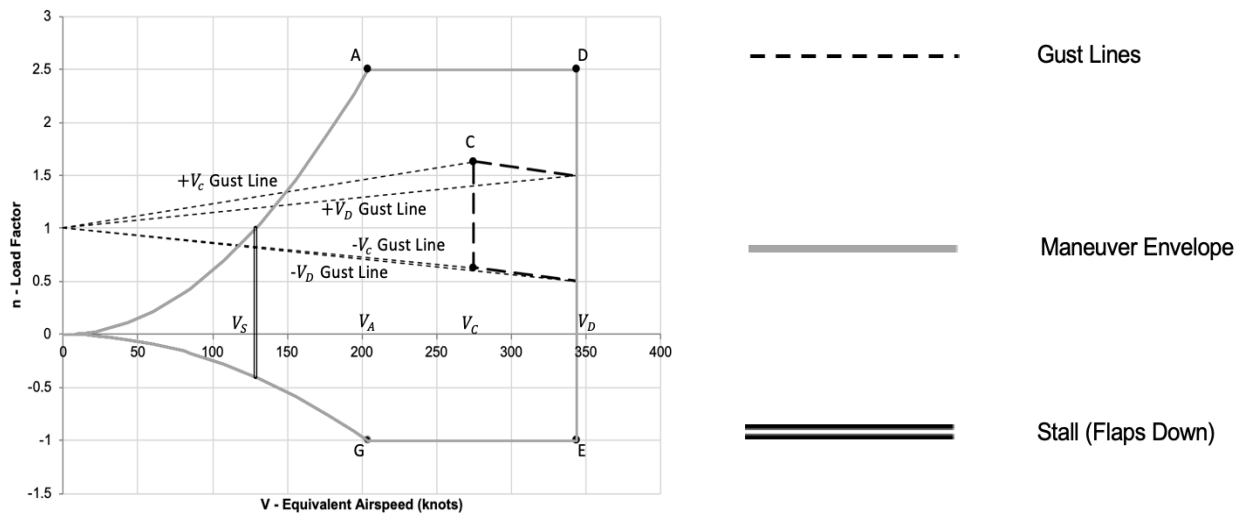 3
2.5
2
1.5
1
0.5
0
-0.5
-1
-1.5
n - Load Factor
A
D
C
+V_c Gust Line
+V_D Gust Line
-V_c Gust Line
-V_D Gust Line
V_S
V_A
V_C
V_D
0 50 100 150 200 250 300 350 400
G
E
V - Equivalent Airspeed (knots)
Gust Lines
Maneuver Envelope
Stall (Flaps Down)